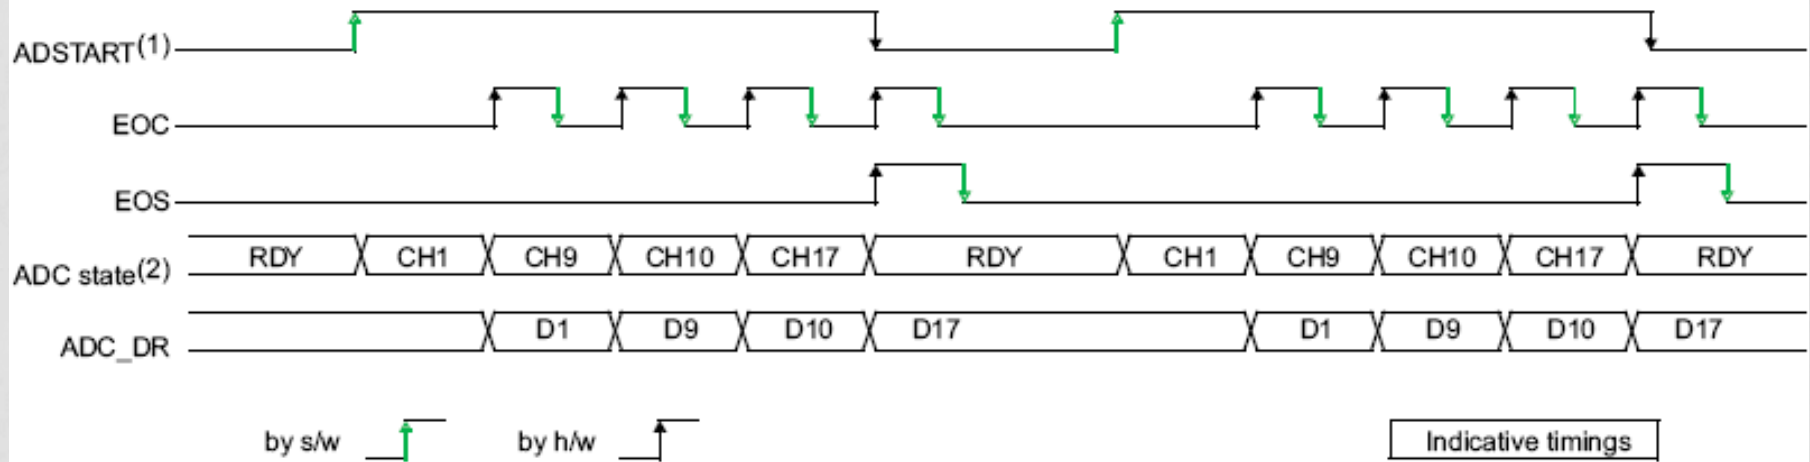 ADSTART(1)
EOC
EOS
ADC state(2) RDY CH1 CH9 CH10 CH17 RDY CH1 CH9 CH10 CH17 RDY
ADC_DR D1 D9 D10 D17 D1 D9 D10 D17
by s/w by h/w Indicative timings